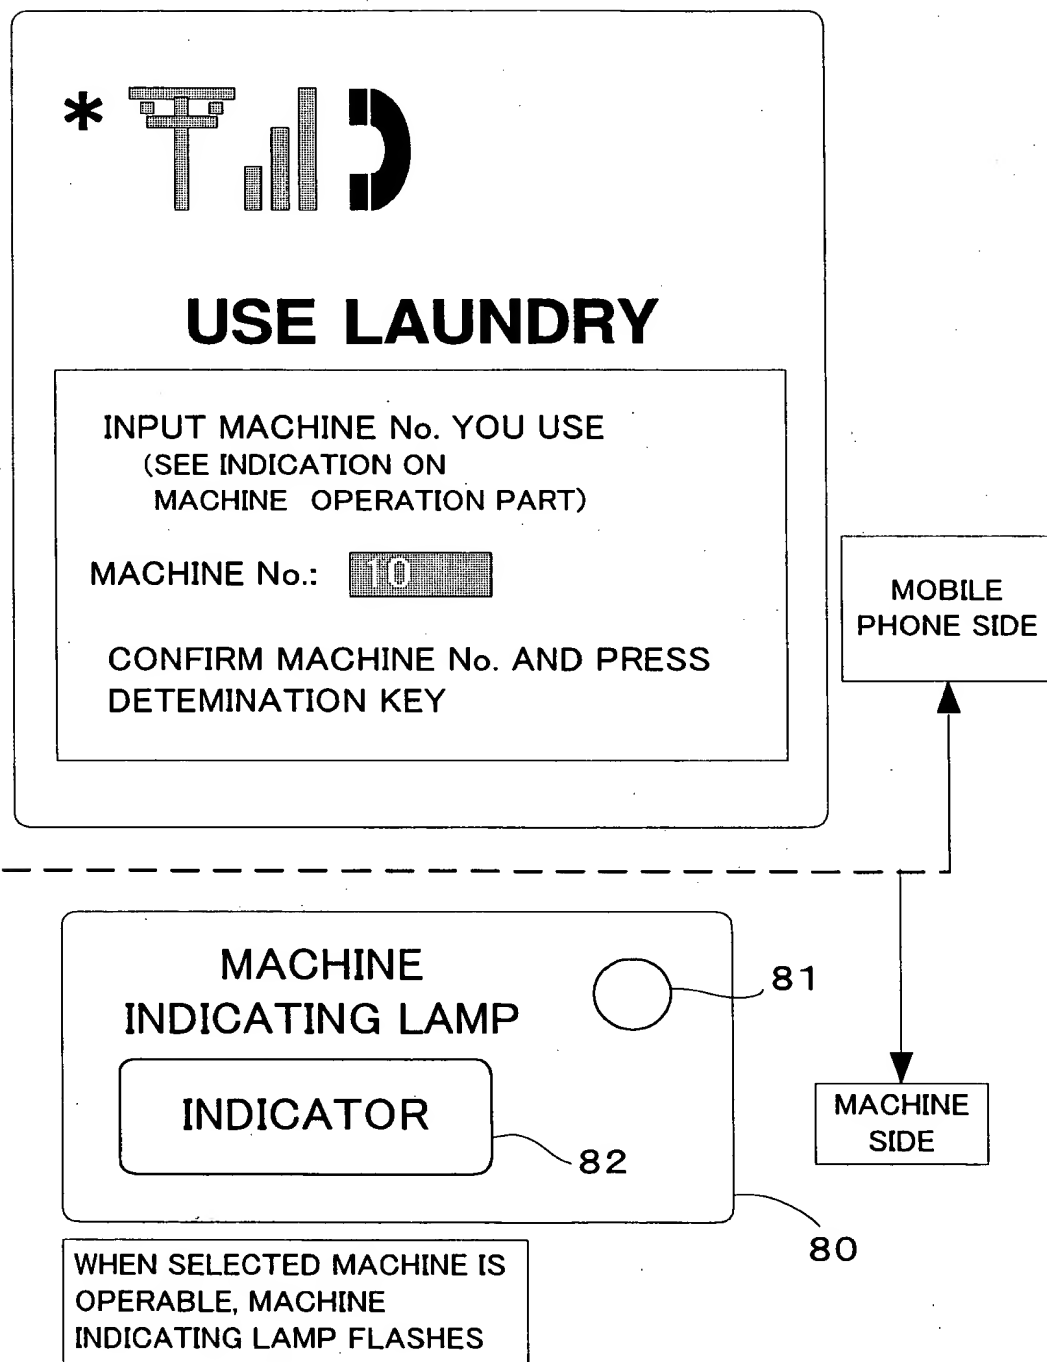 *
USE LAUNDRY
INPUT MACHINE No. YOU USE
(SEE INDICATION ON
MACHINE OPERATION PART)
MACHINE No.: 10
CONFIRM MACHINE No. AND PRESS
DETEMINATION KEY
MOBILE
PHONE SIDE
MACHINE
INDICATING LAMP
81
INDICATOR
82
MACHINE
SIDE
80
WHEN SELECTED MACHINE IS
OPERABLE, MACHINE
INDICATING LAMP FLASHES